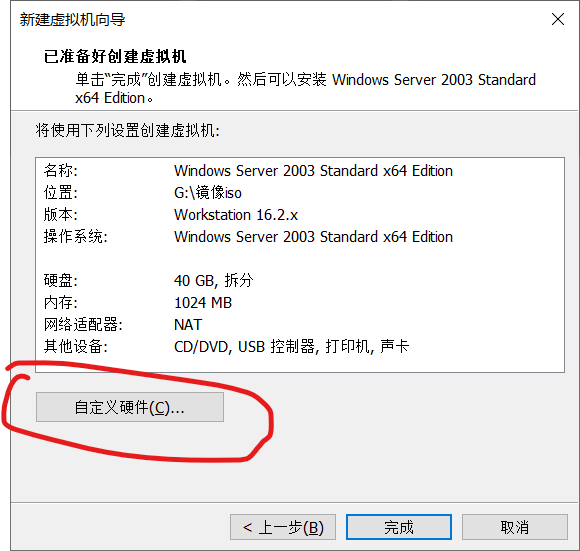 新建虚拟机向导
已准备好创建虚拟机
单击“完成”创建虚拟机。然后可以安装 Windows Server 2003 Standard
x64 Edition。
将使用下列设置创建虚拟机:
名称: Windows Server 2003 Standard x64 Edition
位置: G:\镜像iso
版本: Workstation 16.2.x
操作系统: Windows Server 2003 Standard x64 Edition
硬盘: 40 GB, 拆分
内存: 1024 MB
网络适配器: NAT
其他设备: CD/DVD, USB 控制器, 打印机, 声卡
自定义硬件(C)...
< 上一步(B) 完成 取消